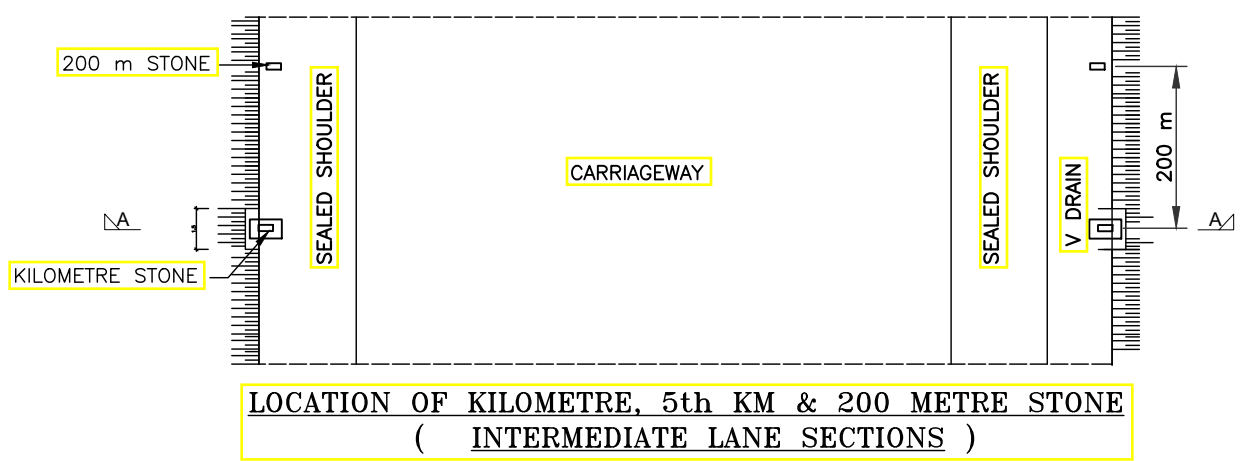 200 m STONE
SEALED SHOULDER
CARRIAGEWAY
SEALED SHOULDER
V DRAIN
200 m
A
A
KILOMETRE STONE
LOCATION OF KILOMETRE, 5th KM & 200 METRE STONE
( INTERMEDIATE LANE SECTIONS )